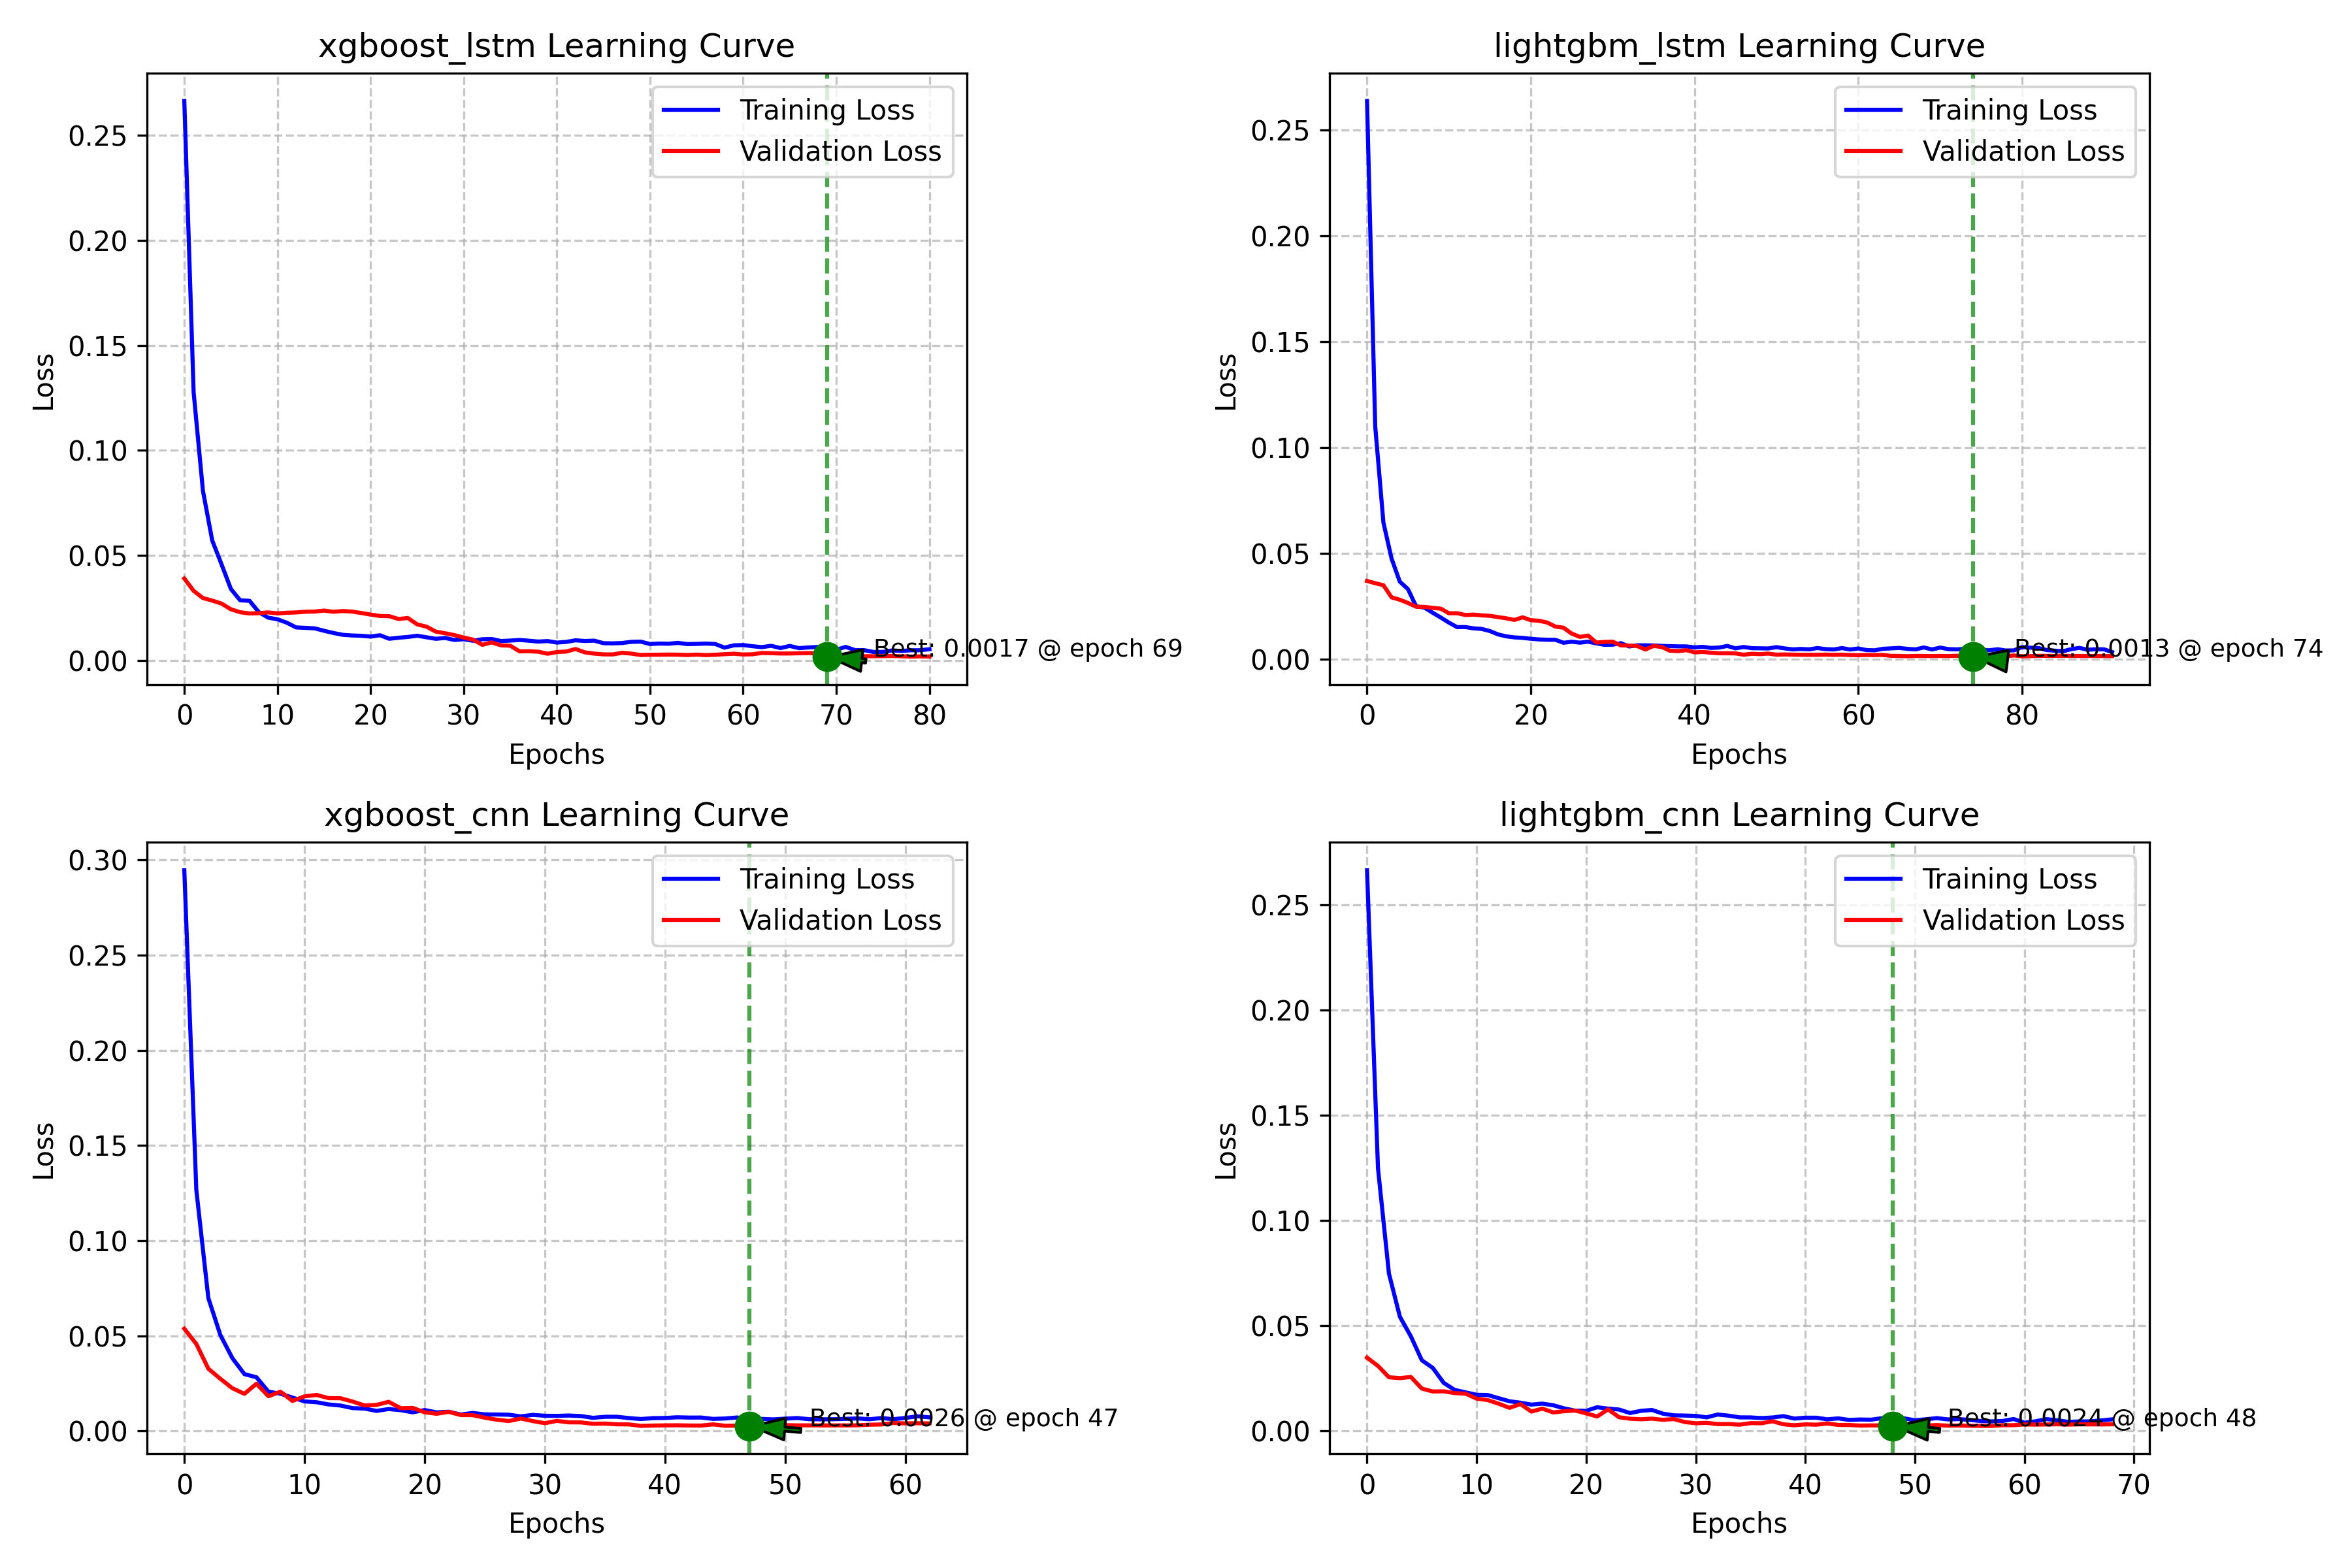 xgboost_lstm Learning Curve
Training Loss
Validation Loss
0.25
0.20
0.15
0.10
0.05
0.00
Loss
Best: 0.0017 @ epoch 69
0 10 20 30 40 50 60 70 80
Epochs
lightgbm_lstm Learning Curve
Training Loss
Validation Loss
0.25
0.20
0.15
0.10
0.05
0.00
Loss
Best: 0.0013 @ epoch 74
0 20 40 60 80
Epochs
xgboost_cnn Learning Curve
Training Loss
Validation Loss
0.30
0.25
0.20
0.15
0.10
0.05
0.00
Loss
Best: 0.0026 @ epoch 47
0 10 20 30 40 50 60
Epochs
lightgbm_cnn Learning Curve
Training Loss
Validation Loss
0.25
0.20
0.15
0.10
0.05
0.00
Loss
Best: 0.0024 @ epoch 48
0 10 20 30 40 50 60 70
Epochs